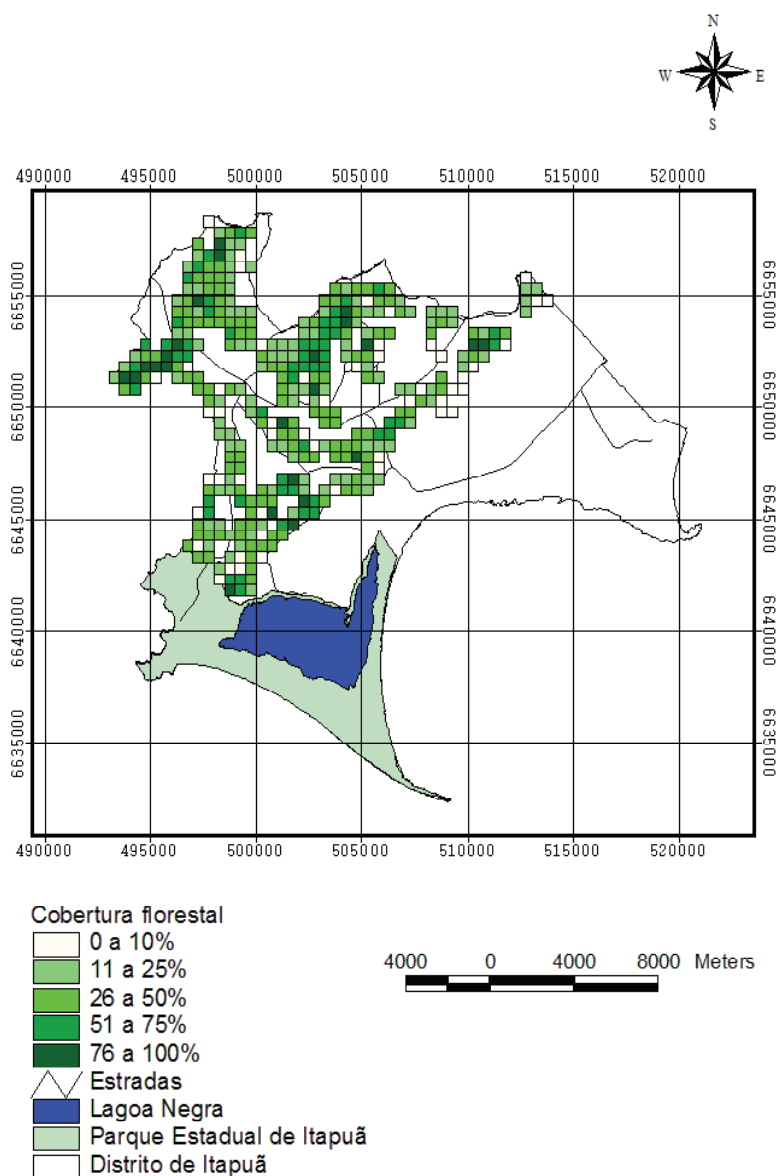 N
W E
S
490000 495000 500000 505000 510000 515000 520000
6655000 6655000
6650000 6650000
6645000 6645000
6640000 6640000
6635000 6635000
490000 495000 500000 505000 510000 515000 520000
Cobertura florestal
0 a 10%
11 a 25%
26 a 50%
51 a 75%
76 a 100%
Estradas
Lagoa Negra
Parque Estadual de Itapuã
Distrito de Itapuã
4000 0 4000 8000 Meters